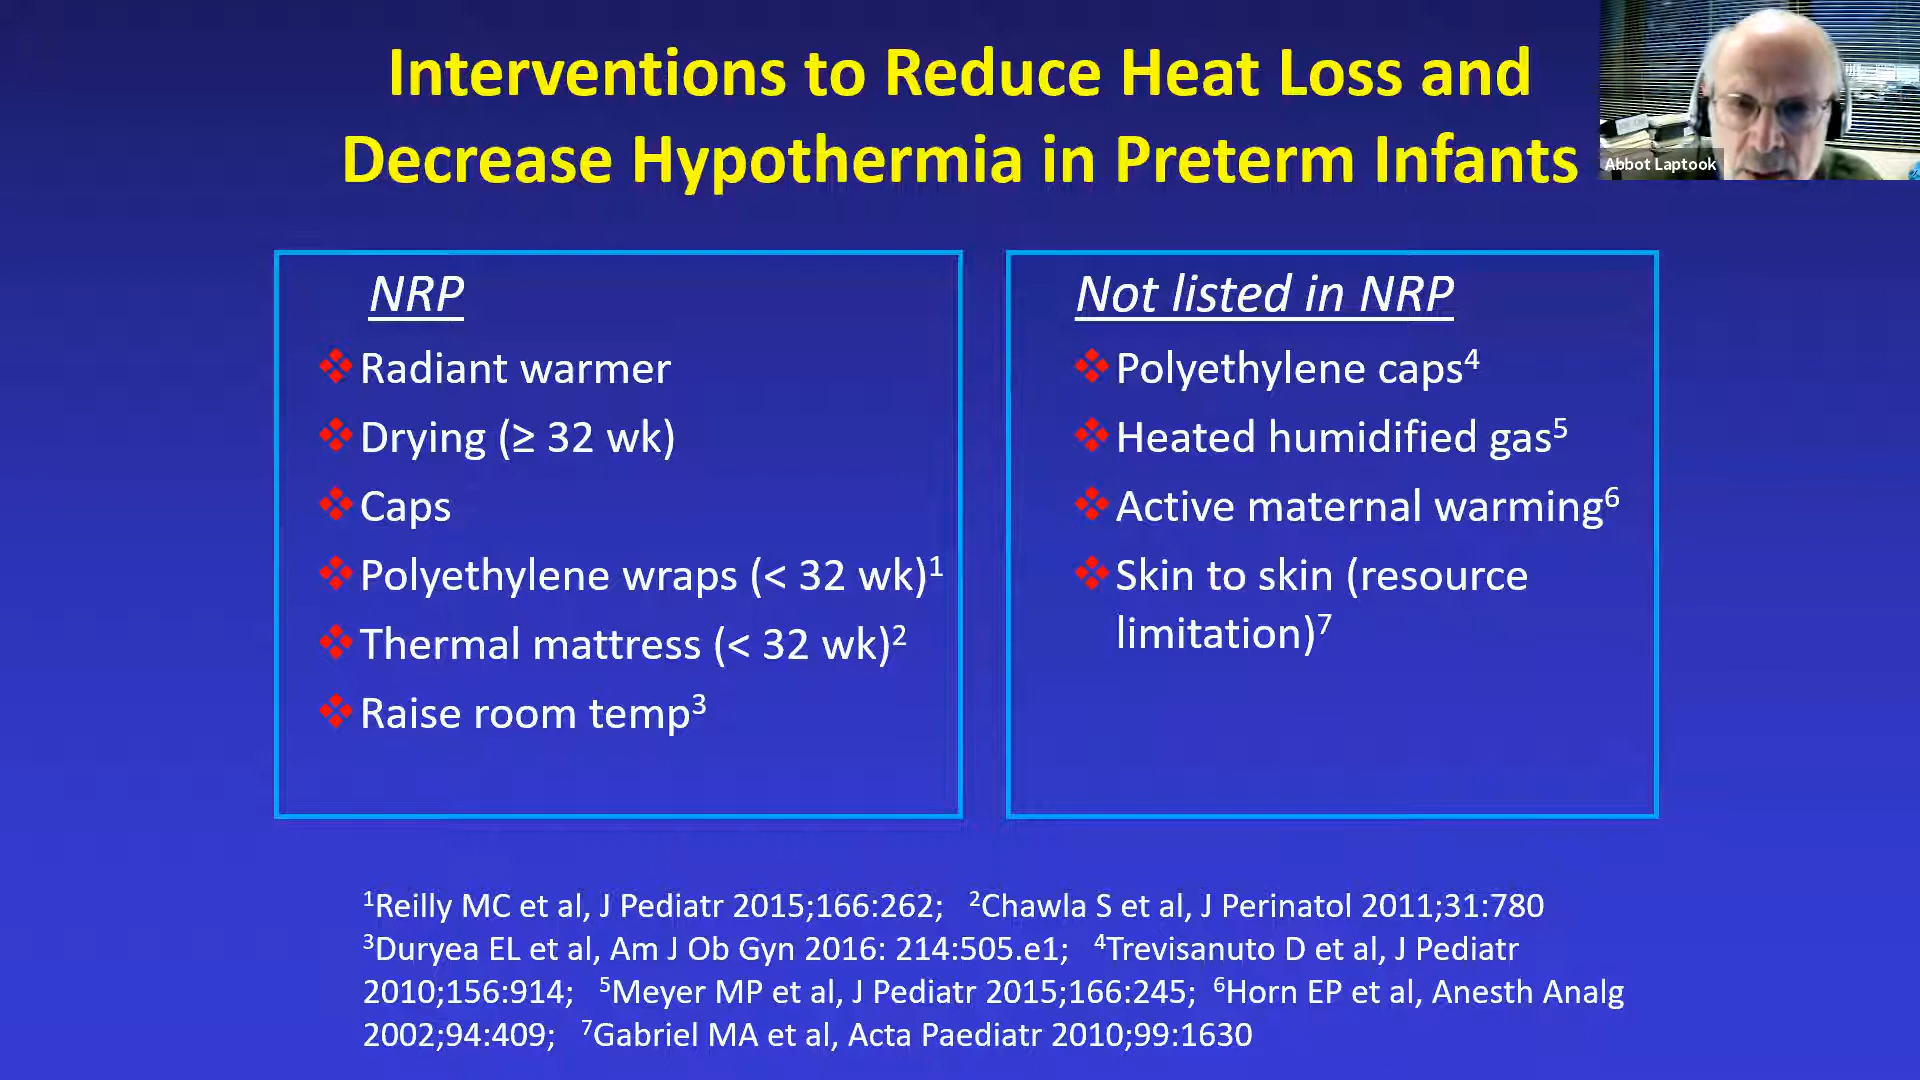 Interventions to Reduce Heat Loss and
Decrease Hypothermia in Preterm Infants
Abbot Laptook
NRP
❖Radiant warmer
❖Drying (≥ 32 wk)
❖Caps
❖Polyethylene wraps (< 32 wk)¹
❖Thermal mattress (< 32 wk)²
❖Raise room temp³
Not listed in NRP
❖Polyethylene caps⁴
❖Heated humidified gas⁵
❖Active maternal warming⁶
❖Skin to skin (resource
limitation)⁷
¹Reilly MC et al, J Pediatr 2015;166:262; ²Chawla S et al, J Perinatol 2011;31:780
³Duryea EL et al, Am J Ob Gyn 2016: 214:505.e1; ⁴Trevisanuto D et al, J Pediatr
2010;156:914; ⁵Meyer MP et al, J Pediatr 2015;166:245; ⁶Horn EP et al, Anesth Analg
2002;94:409; ⁷Gabriel MA et al, Acta Paediatr 2010;99:1630